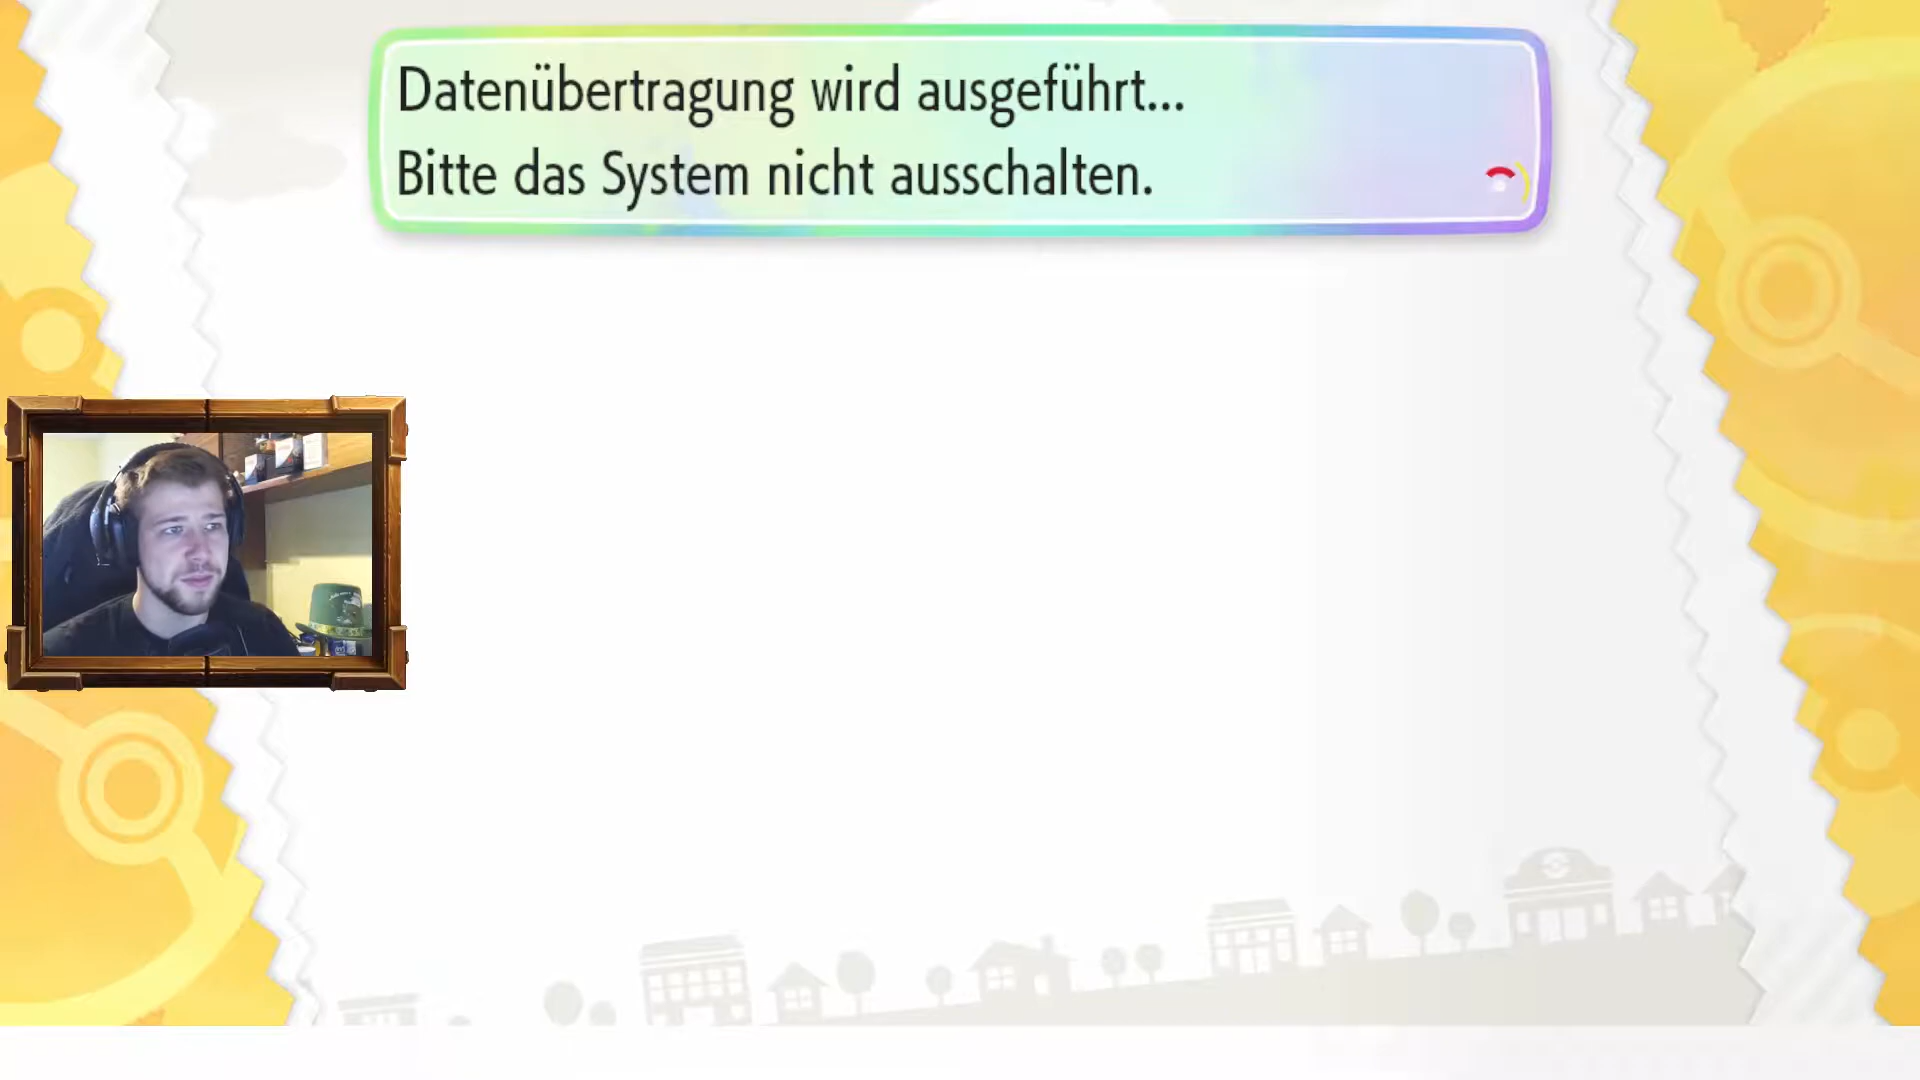 Datenübertragung wird ausgeführt...
Bitte das System nicht ausschalten.